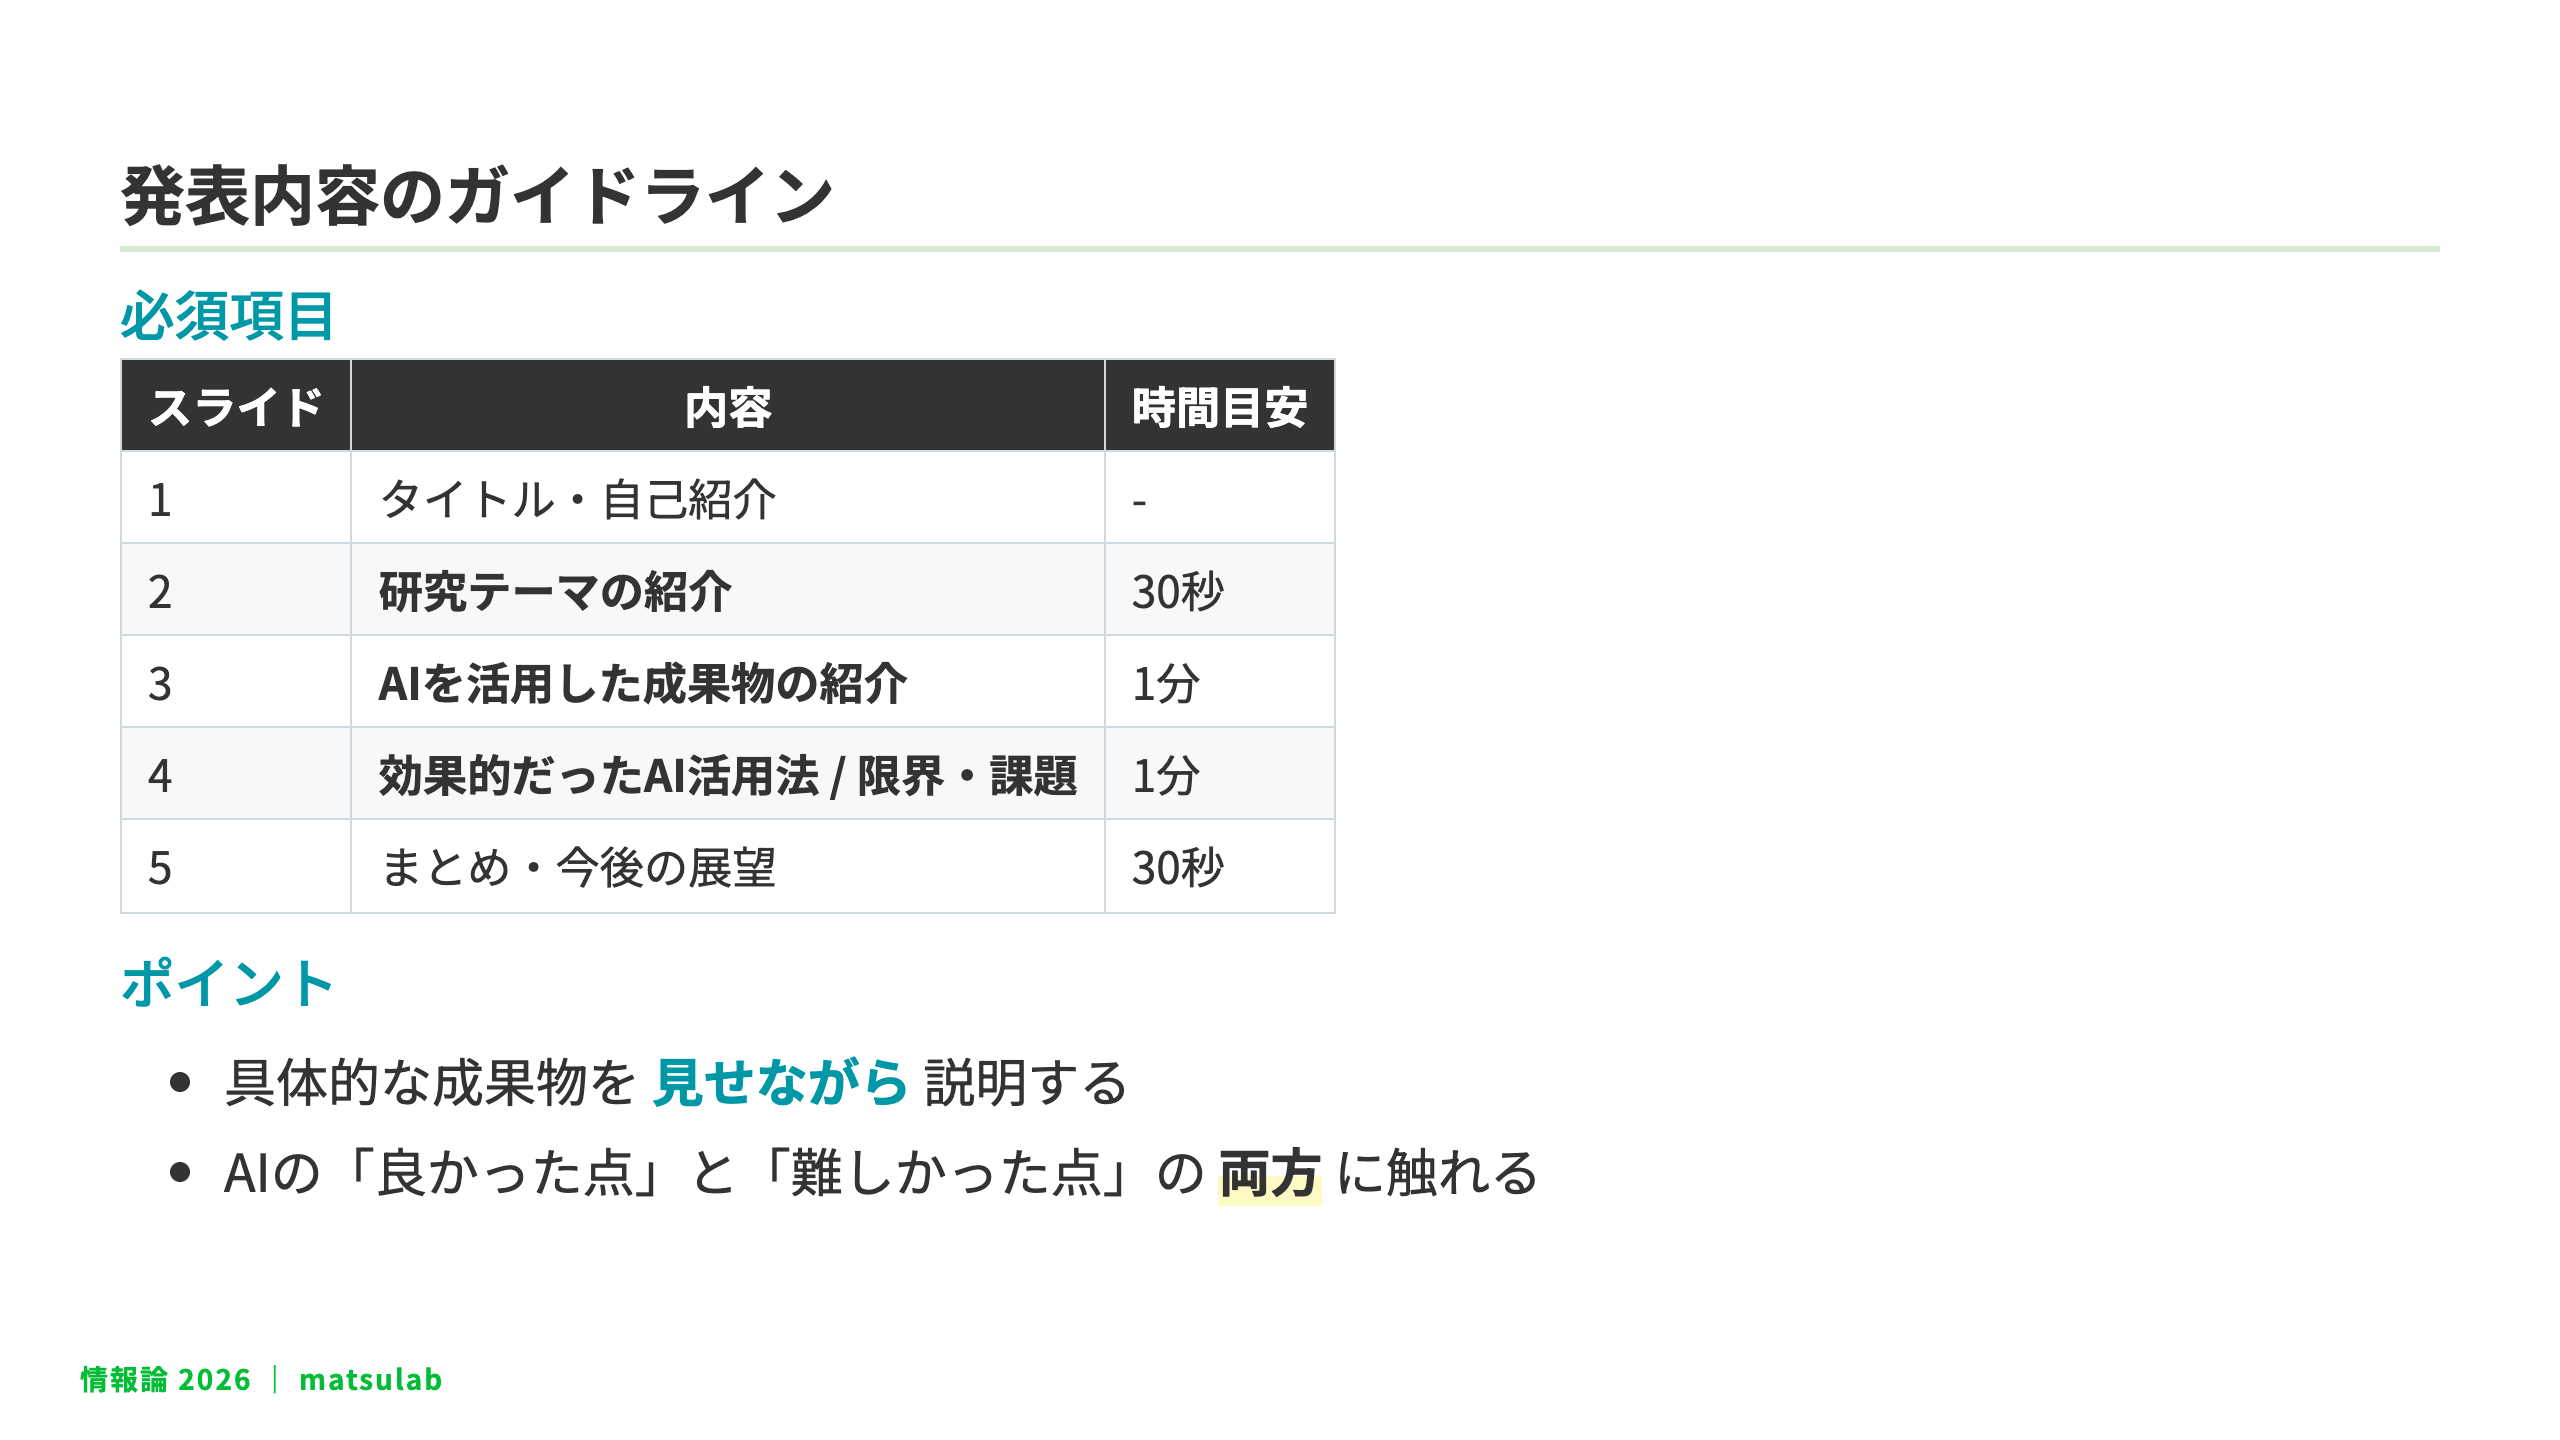 発表内容のガイドライン
必須項目
スライド 内容 時間目安
1 タイトル・自己紹介 -
2 研究テーマの紹介 30秒
3 AIを活用した成果物の紹介 1分
4 効果的だったAI活用法 / 限界・課題 1分
5 まとめ・今後の展望 30秒
ポイント
• 具体的な成果物を 見せながら 説明する
• AIの「良かった点」と「難しかった点」の 両方 に触れる
情報論 2026 ｜ matsulab